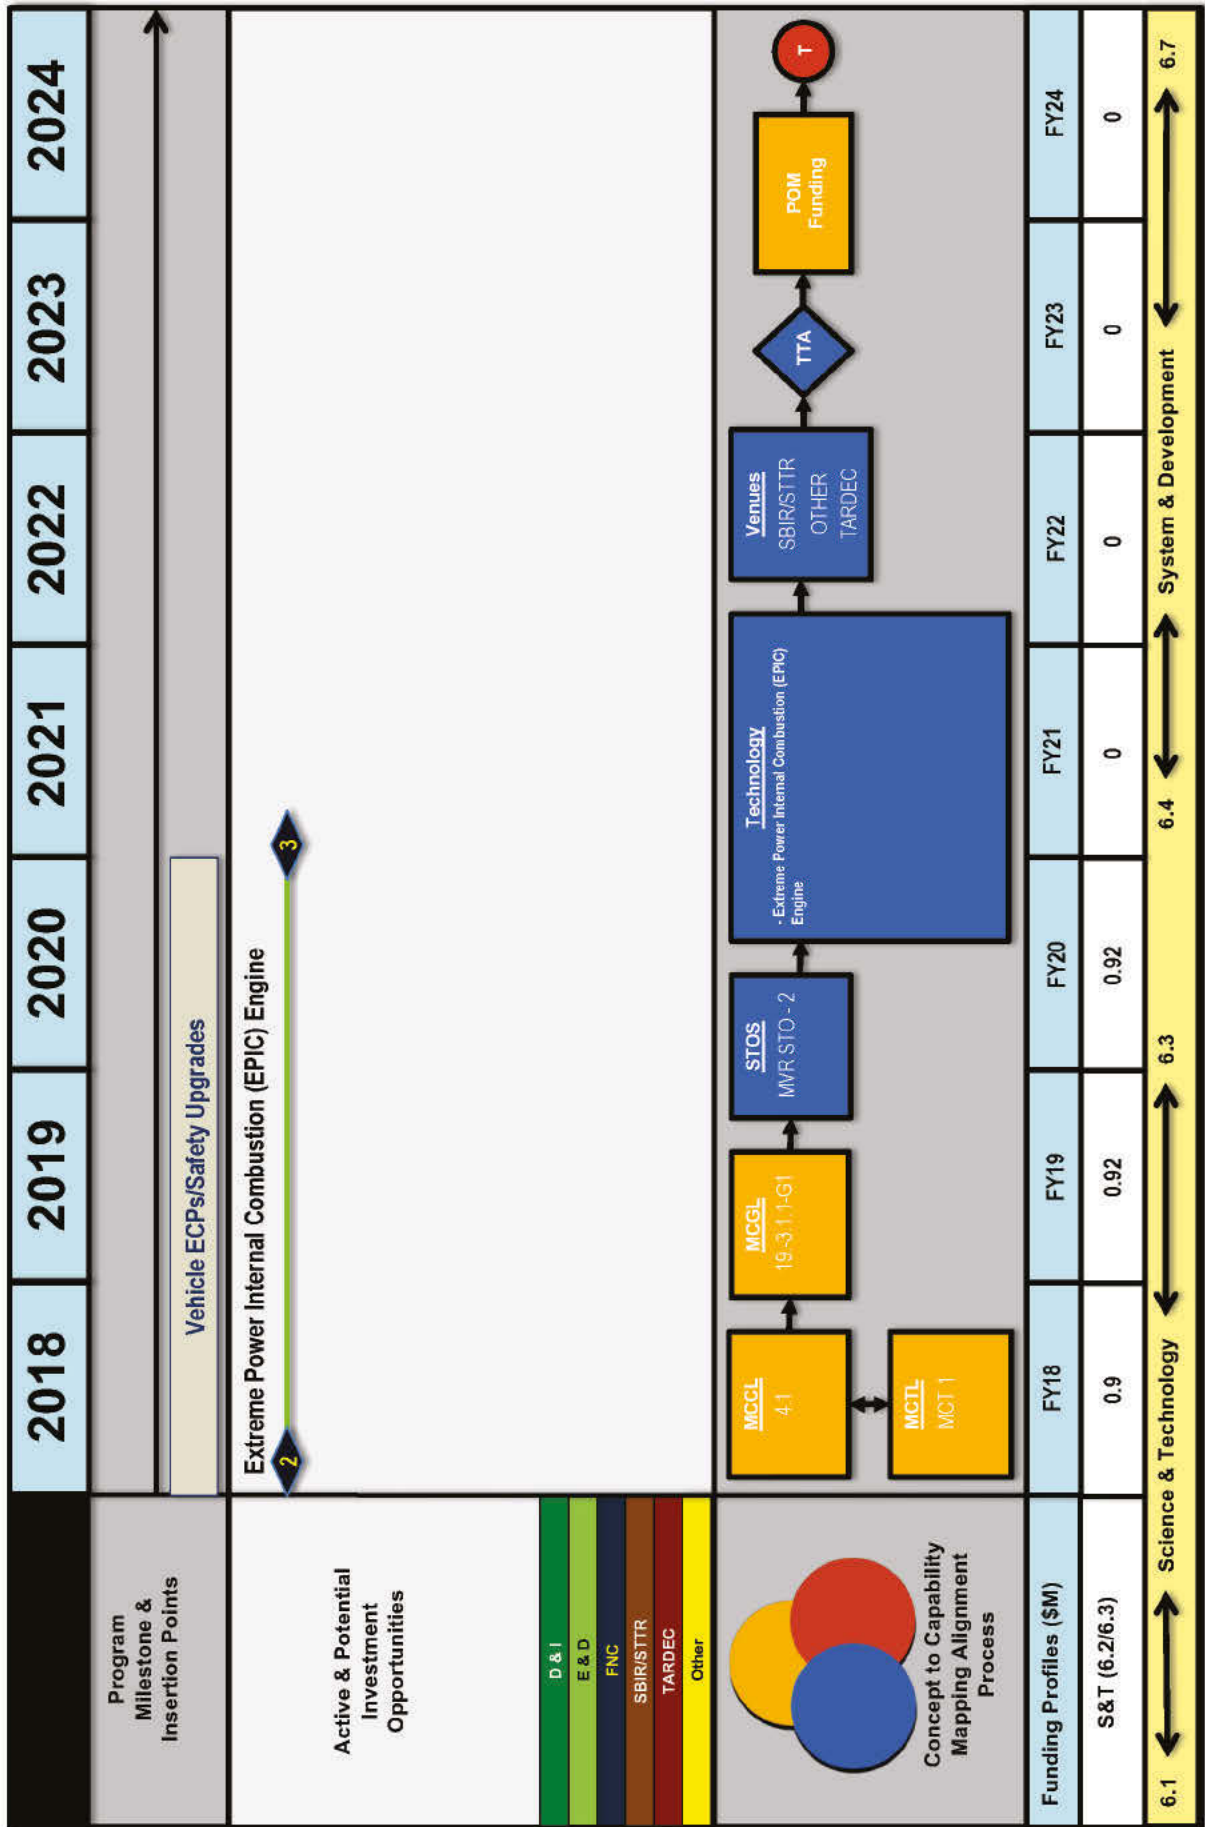 2018
2019
2020
2021
2022
2023
2024
Program
Milestone &
Insertion Points
Vehicle ECPs/Safety Upgrades
Active & Potential
Investment
Opportunities
Extreme Power Internal Combustion (EPIC) Engine
2
3
D & I
E & D
FNC
SBIR/STTR
TARDEC
Other
Concept to Capability
Mapping Alignment
Process
MCCL
4.1
MCTL
MCT 1
MCGL
19.-3.1.1-G1
STOS
MVR STO - 2
Technology
- Extreme Power Internal Combustion (EPIC)
Engine
Venues
SBIR/STTR
OTHER
TARDEC
TTA
POM
Funding
T
Funding Profiles ($M)
FY18
FY19
FY20
FY21
FY22
FY23
FY24
S&T (6.2/6.3)
0.9
0.92
0.92
0
0
0
0
6.1
Science & Technology
6.3
6.4
System & Development
6.7